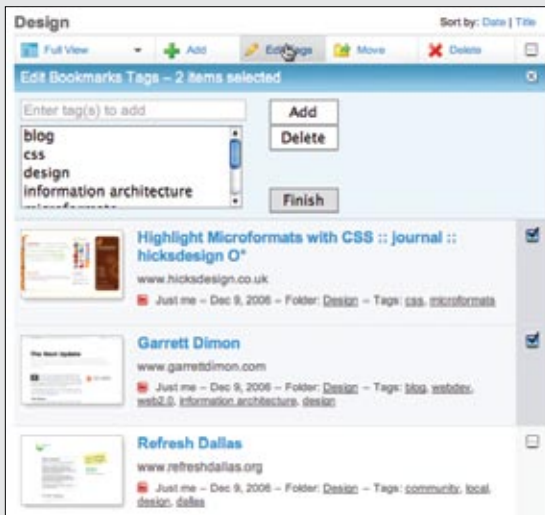 Design
Sort by: Date | Title
Full View
Add
Edit Tags
Move
Delete
Edit Bookmarks Tags – 2 items selected
Enter tag(s) to add
Add
blog
Delete
css
design
information architecture
microformats
Finish
Highlight Microformats with CSS :: journal ::
hicksdesign O*
www.hicksdesign.co.uk
Just me – Dec 9, 2006 – Folder: Design – Tags: css, microformats
Garrett Dimon
www.garrettdimon.com
Just me – Dec 9, 2006 – Folder: Design – Tags: blog, webdev,
web2.0, information architecture, design
Refresh Dallas
www.refreshdallas.org
Just me – Dec 9, 2006 – Folder: Design – Tags: community, local,
design, dallas